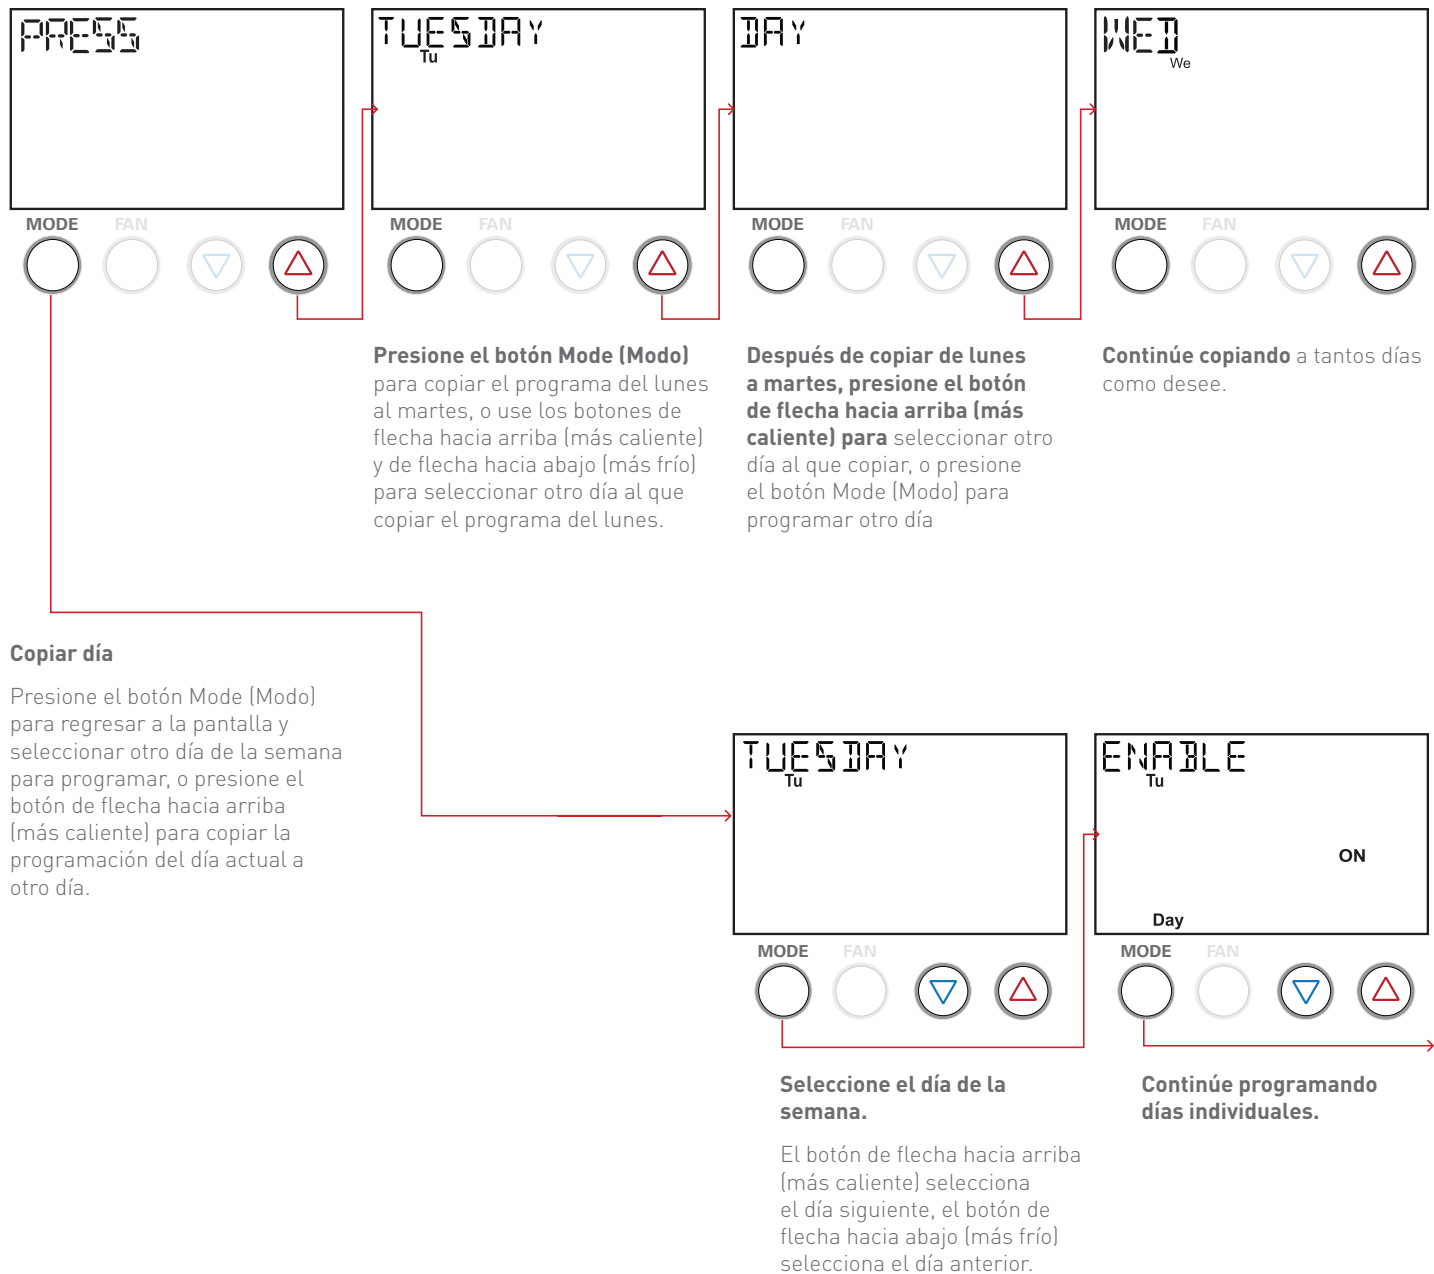 PRESS
MODE FAN
TUESDAY
Tu
MODE FAN
DAY
MODE FAN
WED
We
MODE FAN
Presione el botón Mode (Modo)
para copiar el programa del lunes
al martes, o use los botones de
flecha hacia arriba (más caliente)
y de flecha hacia abajo (más frío)
para seleccionar otro día al que
copiar el programa del lunes.
Después de copiar de lunes
a martes, presione el botón
de flecha hacia arriba (más
caliente) para seleccionar otro
día al que copiar, o presione
el botón Mode (Modo) para
programar otro día
Continúe copiando a tantos días
como desee.
Copiar día
Presione el botón Mode (Modo)
para regresar a la pantalla y
seleccionar otro día de la semana
para programar, o presione el
botón de flecha hacia arriba
(más caliente) para copiar la
programación del día actual a
otro día.
TUESDAY
Tu
MODE FAN
ENABLE
Tu
ON
Day
MODE FAN
Seleccione el día de la
semana.
El botón de flecha hacia arriba
(más caliente) selecciona
el día siguiente, el botón de
flecha hacia abajo (más frío)
selecciona el día anterior.
Continúe programando
días individuales.